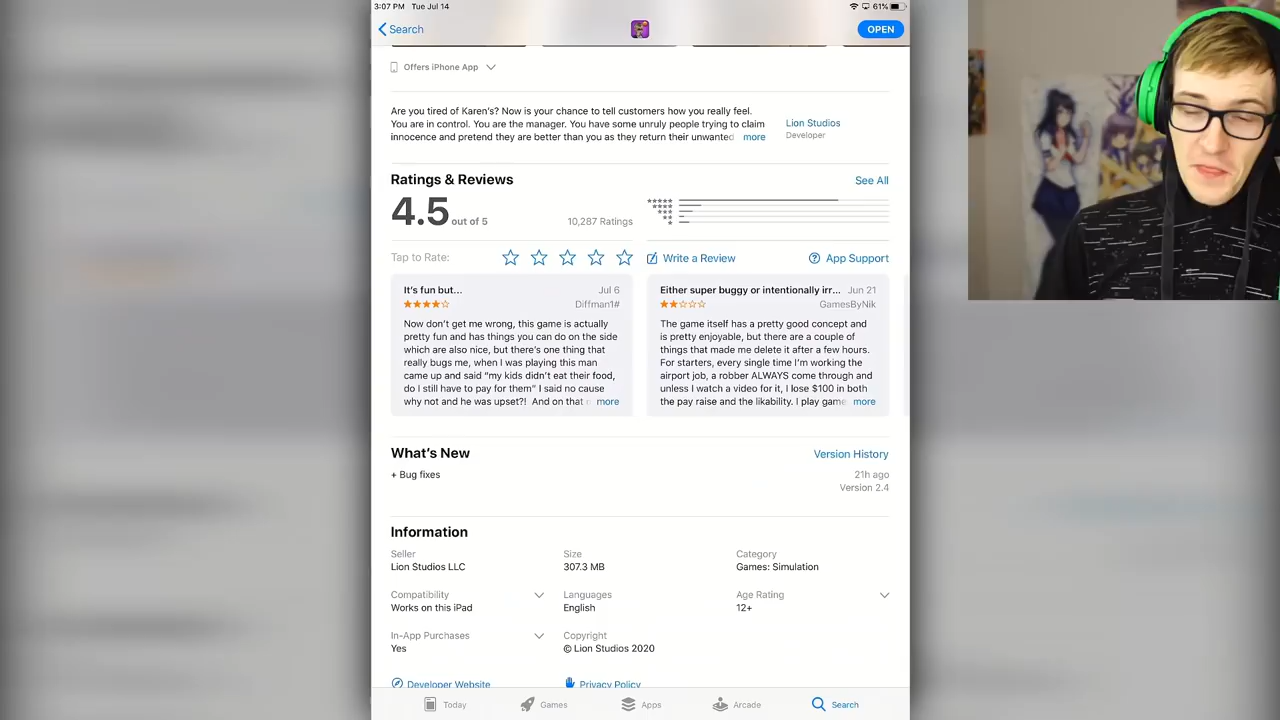 3:07 PM Tue Jul 14
61%
Search
OPEN
Offers iPhone App
Are you tired of Karen's? Now is your chance to tell customers how you really feel.
You are in control. You are the manager. You have some unruly people trying to claim
innocence and pretend they are better than you as they return their unwanted more
Lion Studios
Developer
Ratings & Reviews
See All
4.5 out of 5
10,287 Ratings
Tap to Rate:
Write a Review
App Support
It's fun but...
Jul 6
Diffman1#
Now don't get me wrong, this game is actually
pretty fun and has things you can do on the side
which are also nice, but there's one thing that
really bugs me, when I was playing this man
came up and said "my kids didn't eat their food,
do I still have to pay for them" I said no cause
why not and he was upset?! And on that more
Either super buggy or intentionally irr...
Jun 21
GamesByNik
The game itself has a pretty good concept and
is pretty enjoyable, but there are a couple of
things that made me delete it after a few hours.
For starters, every single time I'm working the
airport job, a robber ALWAYS come through and
unless I watch a video for it, I lose $100 in both
the pay raise and the likability. I play game more
What's New
Version History
+ Bug fixes
21h ago
Version 2.4
Information
Seller
Lion Studios LLC
Size
307.3 MB
Category
Games: Simulation
Compatibility
Works on this iPad
Languages
English
Age Rating
12+
In-App Purchases
Yes
Copyright
© Lion Studios 2020
Developer Website
Privacy Policy
Today
Games
Apps
Arcade
Search